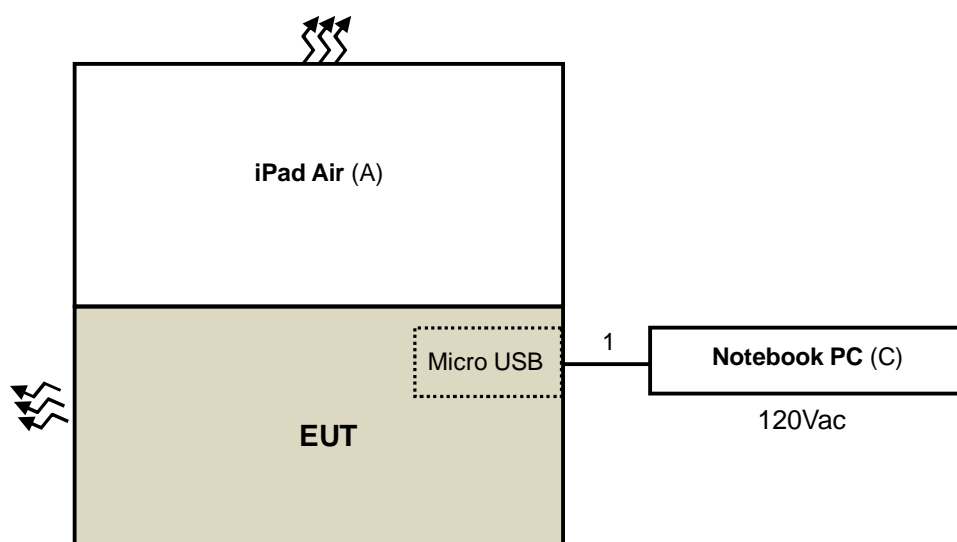 iPad Air (A)
1
Micro USB
Notebook PC (C)
120Vac
EUT